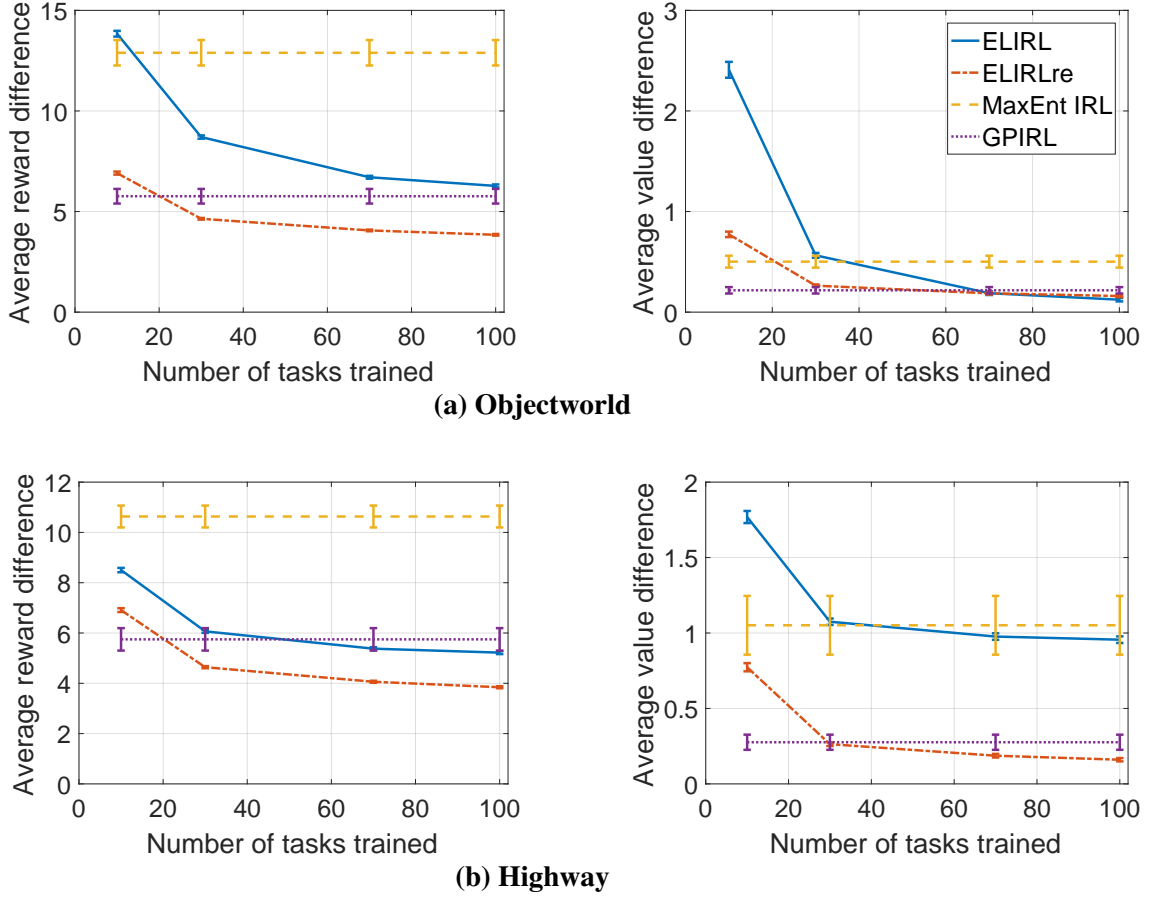 Average reward difference
15
10
5
0
0 20 40 60 80 100
Number of tasks trained
Average value difference
3
2
1
0
0 20 40 60 80 100
Number of tasks trained
ELIRL
ELIRLre
MaxEnt IRL
GPIRL
(a) Objectworld
Average reward difference
12
10
8
6
4
2
0
0 20 40 60 80 100
Number of tasks trained
Average value difference
2
1.5
1
0.5
0
0 20 40 60 80 100
Number of tasks trained
(b) Highway